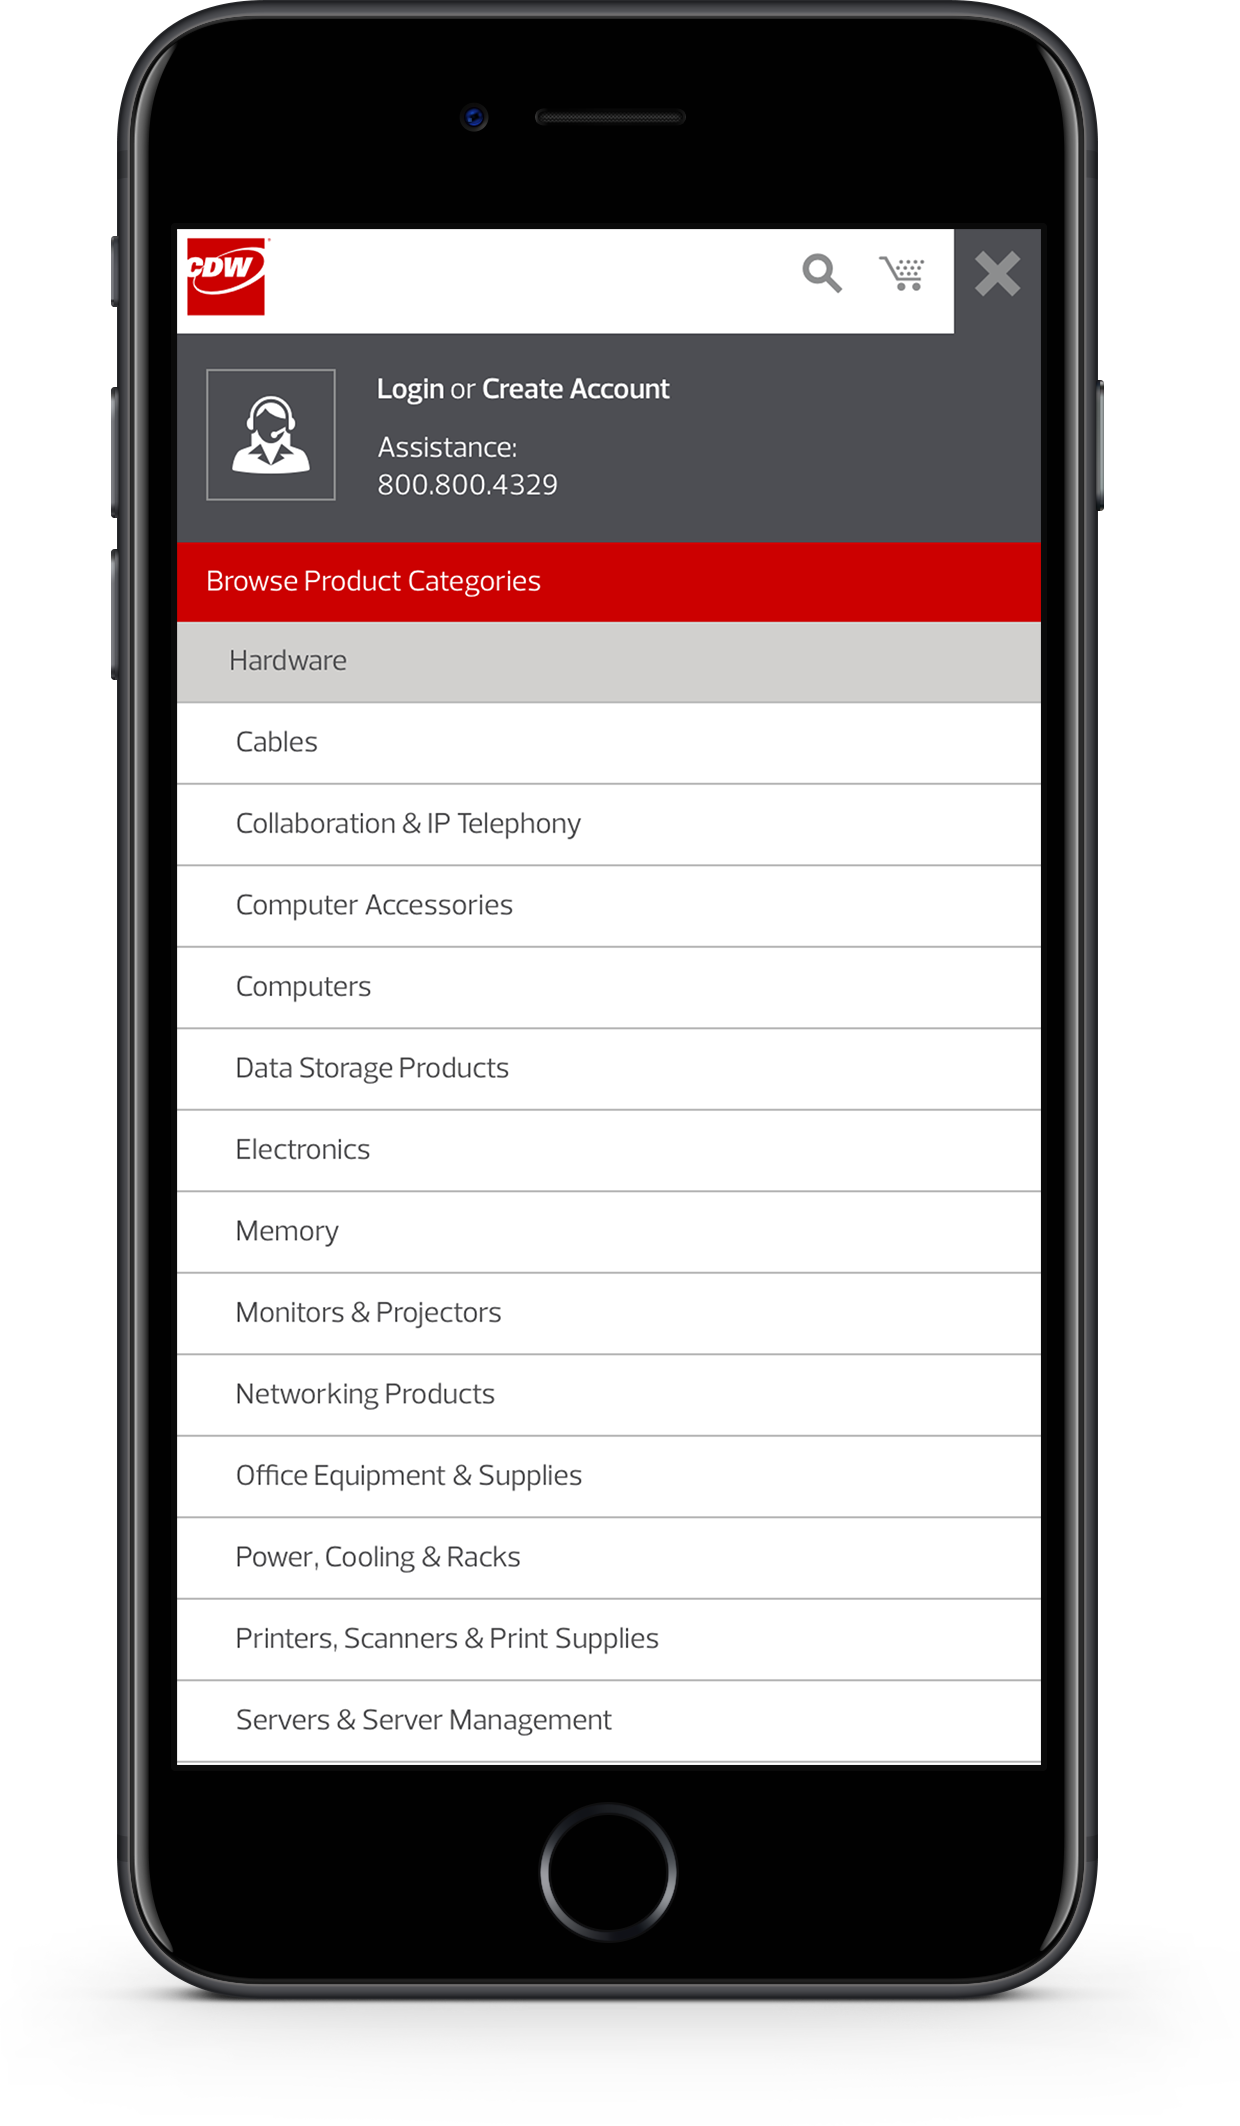 CDW
Login or Create Account
Assistance:
800.800.4329
Browse Product Categories
Hardware
Cables
Collaboration & IP Telephony
Computer Accessories
Computers
Data Storage Products
Electronics
Memory
Monitors & Projectors
Networking Products
Office Equipment & Supplies
Power, Cooling & Racks
Printers, Scanners & Print Supplies
Servers & Server Management